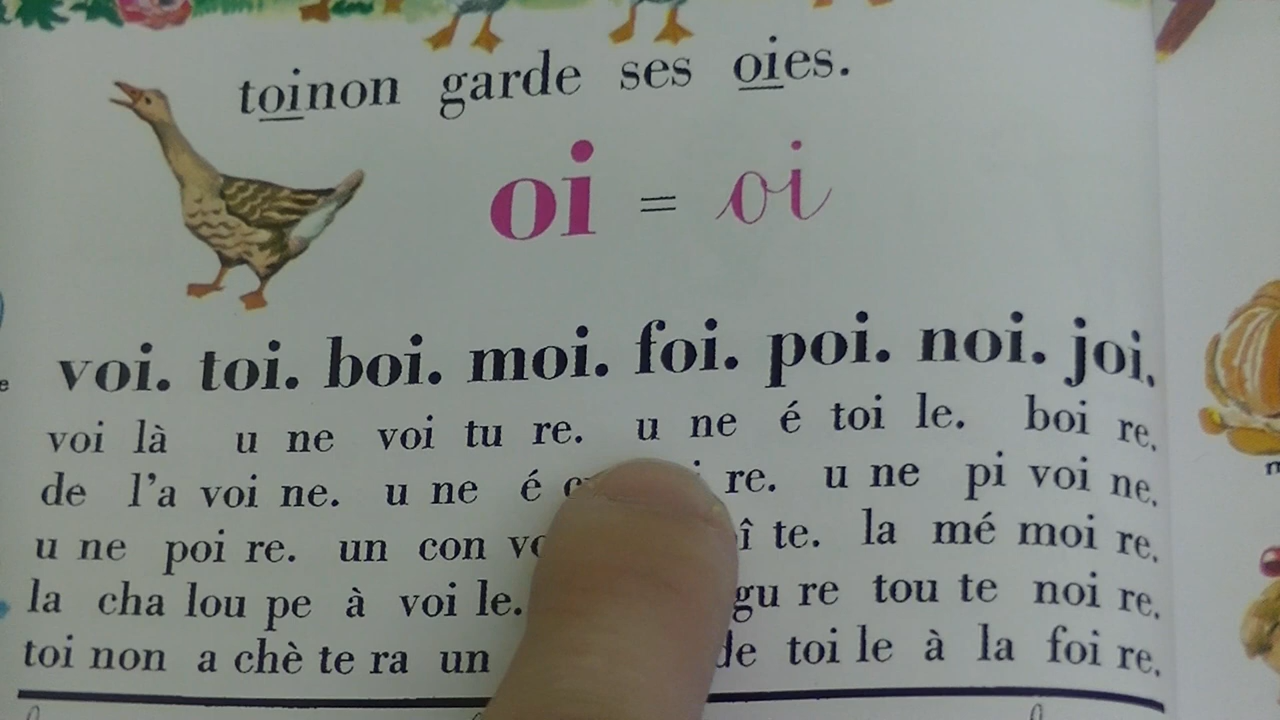 toinon garde ses oies.
oi = oi
voi. toi. boi. moi. foi. poi. noi. joi.
voi là u ne voi tu re. u ne é toi le. boi re.
de l'a voi ne. u ne é re. u ne pi voi ne.
u ne poi re. un con te. la mé moi re.
la cha lou pe à voi le. gu re tou te noi re.
toi non a chè te ra un de toi le à la foi re.